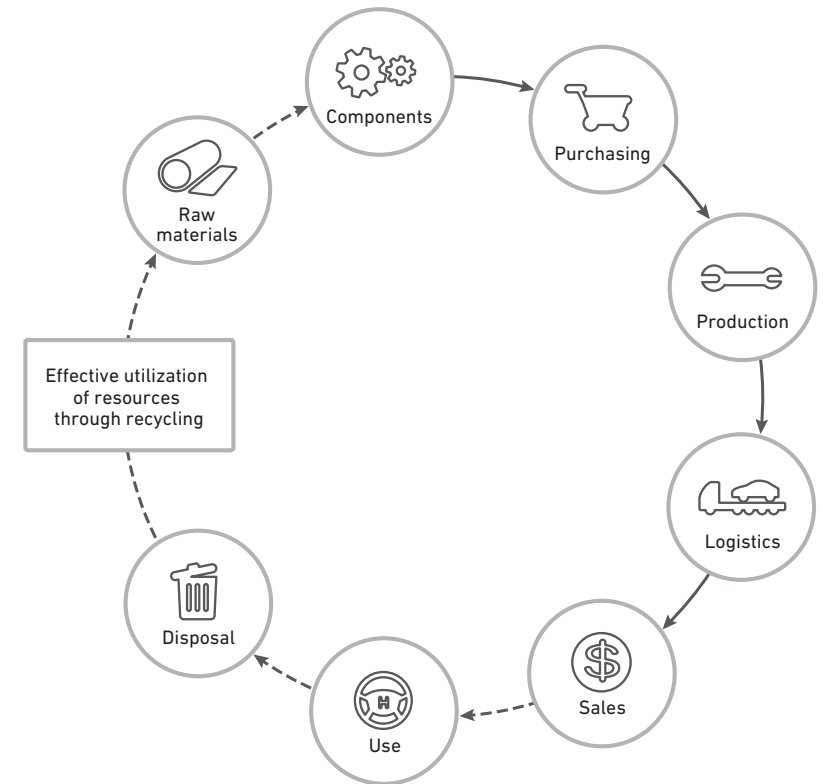 Components
Purchasing
Production
Logistics
Sales
H
Use
Disposal
Effective utilization
of resources
through recycling
Raw
materials
$